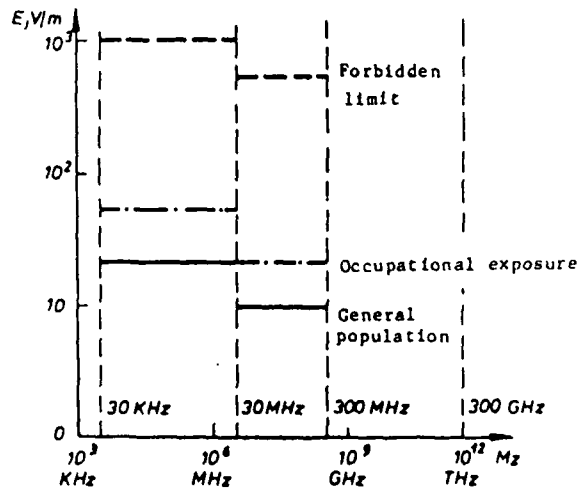 E, V/m
10³
Forbidden
limit
10²
Occupational exposure
10
General
population
30 KHz
30 MHz
300 MHz
300 GHz
0
10³
10⁶
10⁹
10¹²
Mz
KHz
MHz
GHz
THz